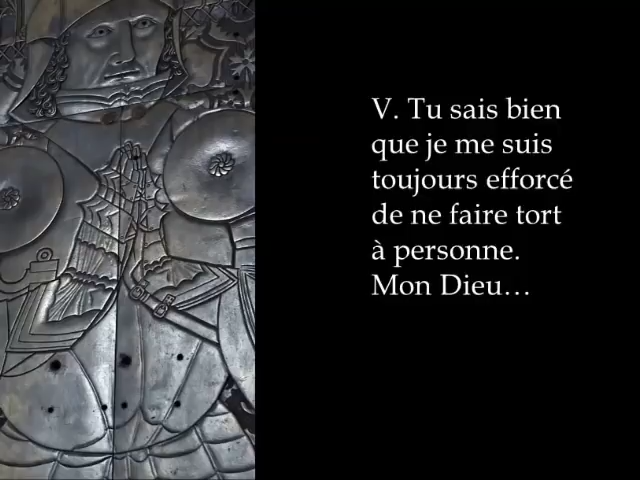 V. Tu sais bien
que je me suis
toujours efforcé
de ne faire tort
à personne.
Mon Dieu…